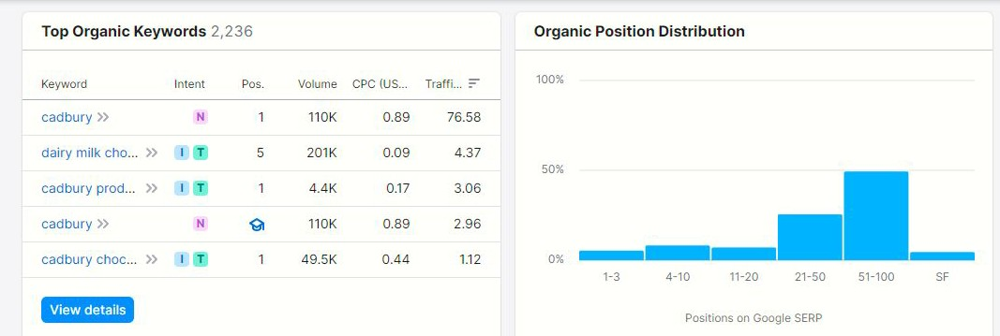 Top Organic Keywords 2,236
Keyword Intent Pos. Volume CPC (US... Traffi...
cadbury N 1 110K 0.89 76.58
dairy milk cho... I T 5 201K 0.09 4.37
cadbury prod... I T 1 4.4K 0.17 3.06
cadbury N 110K 0.89 2.96
cadbury choc... I T 1 49.5K 0.44 1.12
View details
Organic Position Distribution
100%
50%
0%
1-3 4-10 11-20 21-50 51-100 SF
Positions on Google SERP